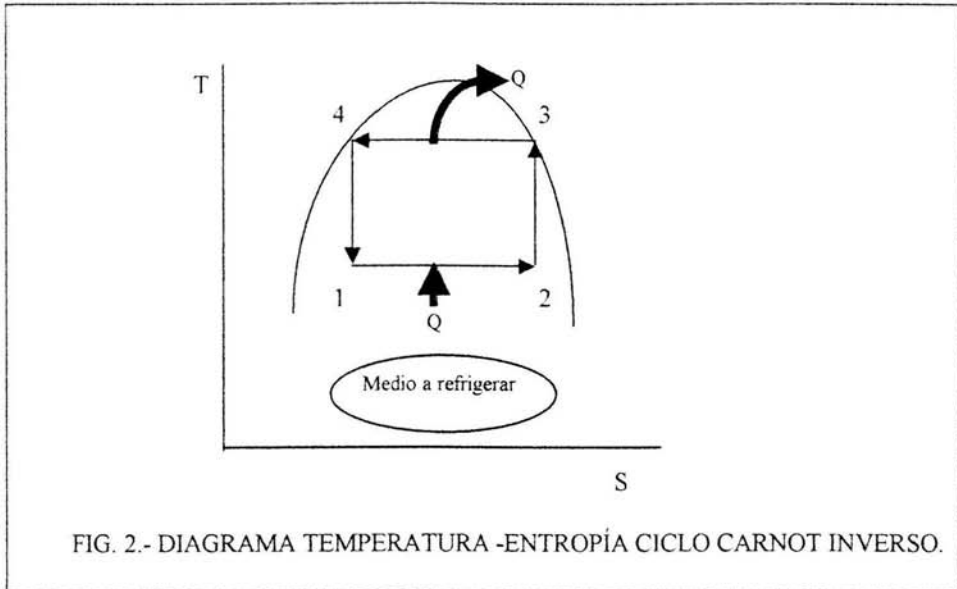 T
Q
4
3
1
2
Q
Medio a refrigerar
S
FIG. 2.- DIAGRAMA TEMPERATURA -ENTROPÍA CICLO CARNOT INVERSO.